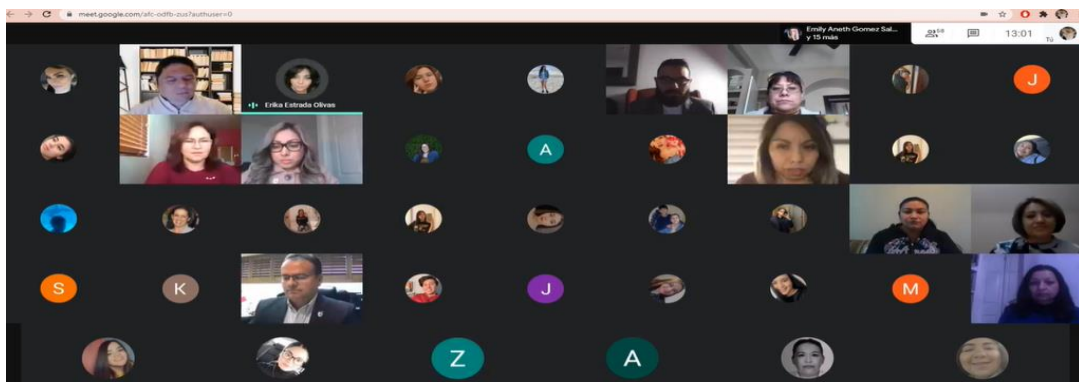 meet.google.com/afc-odfb-zus?authuser=0
Emily Aneth Gomez Sal...
y 15 más
58
13:01
Tú
Erika Estrada Olivas
J
A
S
K
J
M
Z
A